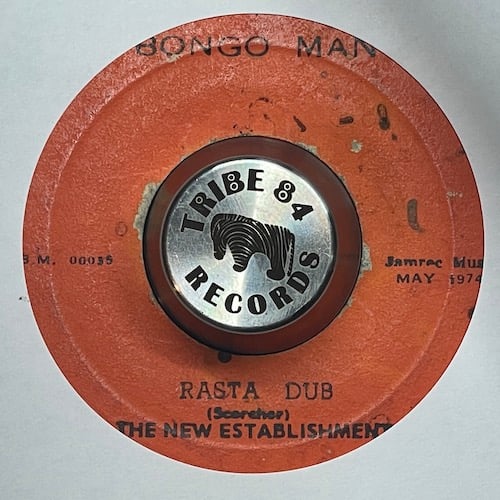 BONGO MAN
TRIBE 84
RECORDS
Jamrec Mus
MAY 1974
RASTA DUB
(Scorcher)
THE NEW ESTABLISHMENT